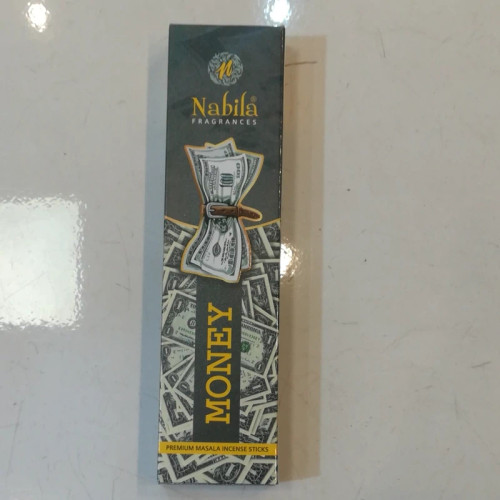 Nabila®
FRAGRANCES
MONEY
PREMIUM MASALA INCENSE STICKS